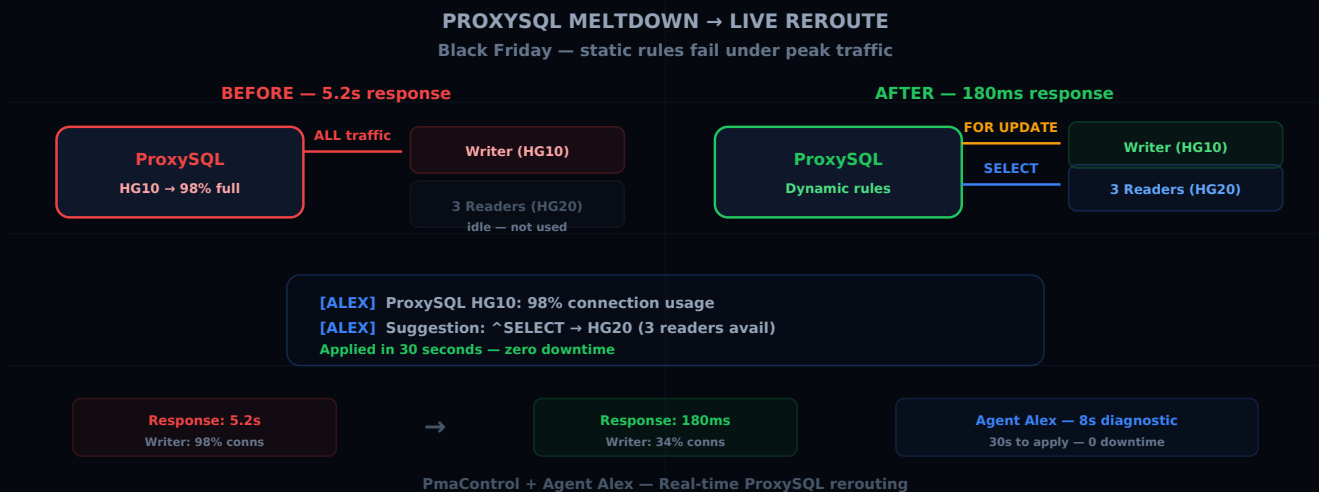 PROXYSQL MELTDOWN → LIVE REROUTE
Black Friday — static rules fail under peak traffic
BEFORE — 5.2s response
ProxySQL
HG10 → 98% full
ALL traffic
Writer (HG10)
3 Readers (HG20)
idle — not used
AFTER — 180ms response
ProxySQL
Dynamic rules
FOR UPDATE
SELECT
Writer (HG10)
3 Readers (HG20)
[ALEX] ProxySQL HG10: 98% connection usage
[ALEX] Suggestion: ^SELECT → HG20 (3 readers avail)
Applied in 30 seconds — zero downtime
Response: 5.2s
Writer: 98% conns
→
Response: 180ms
Writer: 34% conns
Agent Alex — 8s diagnostic
30s to apply — 0 downtime
PmaControl + Agent Alex — Real-time ProxySQL rerouting